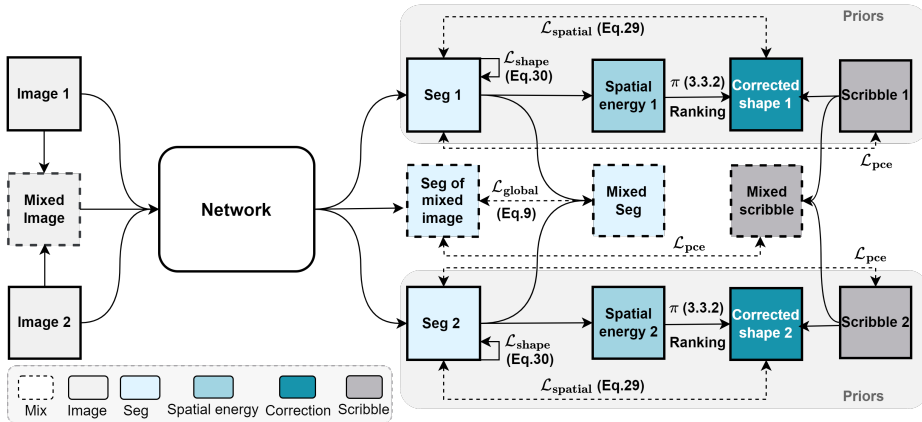 Priors
ℒspatial (Eq.29)
Image 1
Seg 1
ℒshape
(Eq.30)
Spatial
energy 1
π (3.3.2)
Ranking
Corrected
shape 1
Scribble 1
ℒpce
Mixed
Image
Network
Seg of
mixed
image
ℒglobal
(Eq.9)
Mixed
Seg
Mixed
scribble
ℒpce
ℒpce
Image 2
Seg 2
ℒshape
(Eq.30)
Spatial
energy 2
π (3.3.2)
Ranking
Corrected
shape 2
Scribble 2
ℒspatial (Eq.29)
Priors
Mix
Image
Seg
Spatial energy
Correction
Scribble